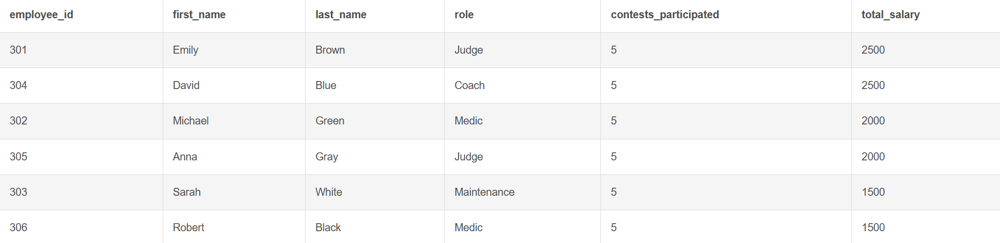 employee_id first_name last_name role contests_participated total_salary
301 Emily Brown Judge 5 2500
304 David Blue Coach 5 2500
302 Michael Green Medic 5 2000
305 Anna Gray Judge 5 2000
303 Sarah White Maintenance 5 1500
306 Robert Black Medic 5 1500